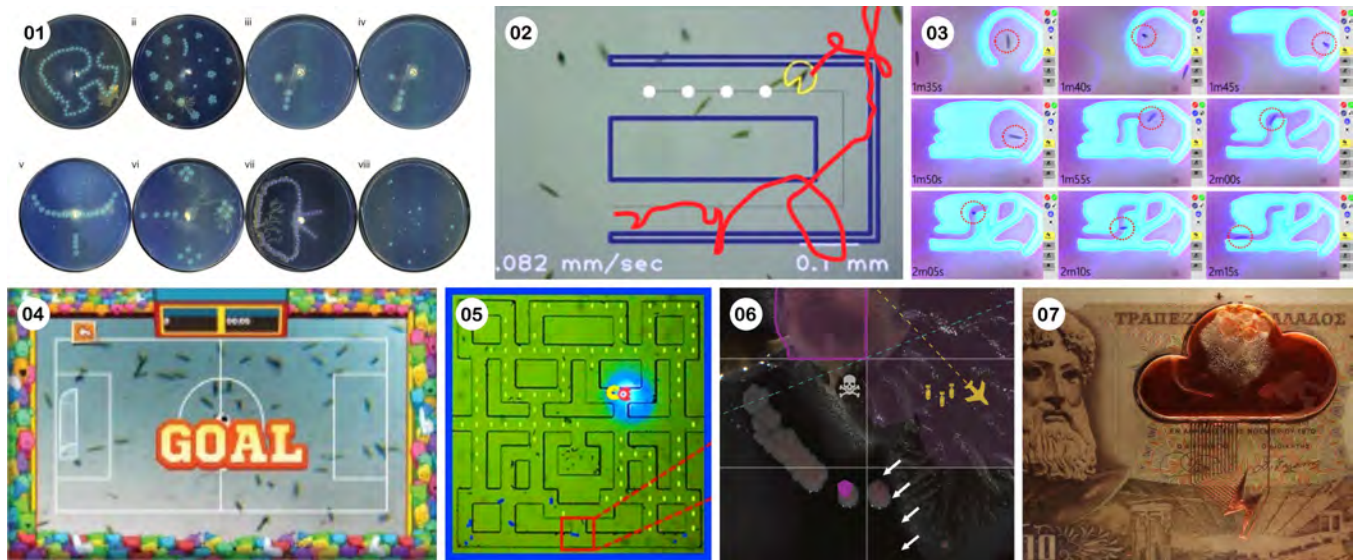 01
ii
iii
iv
v
vi
vii
viii
02
.082 mm/sec
0.1 mm
03
1m35s
1m40s
1m45s
1m50s
1m55s
2m00s
2m05s
2m10s
2m15s
04
00:00
GOAL
05
06
07
ΤΡΑΠΕΖ ΛΑΔΟΣ